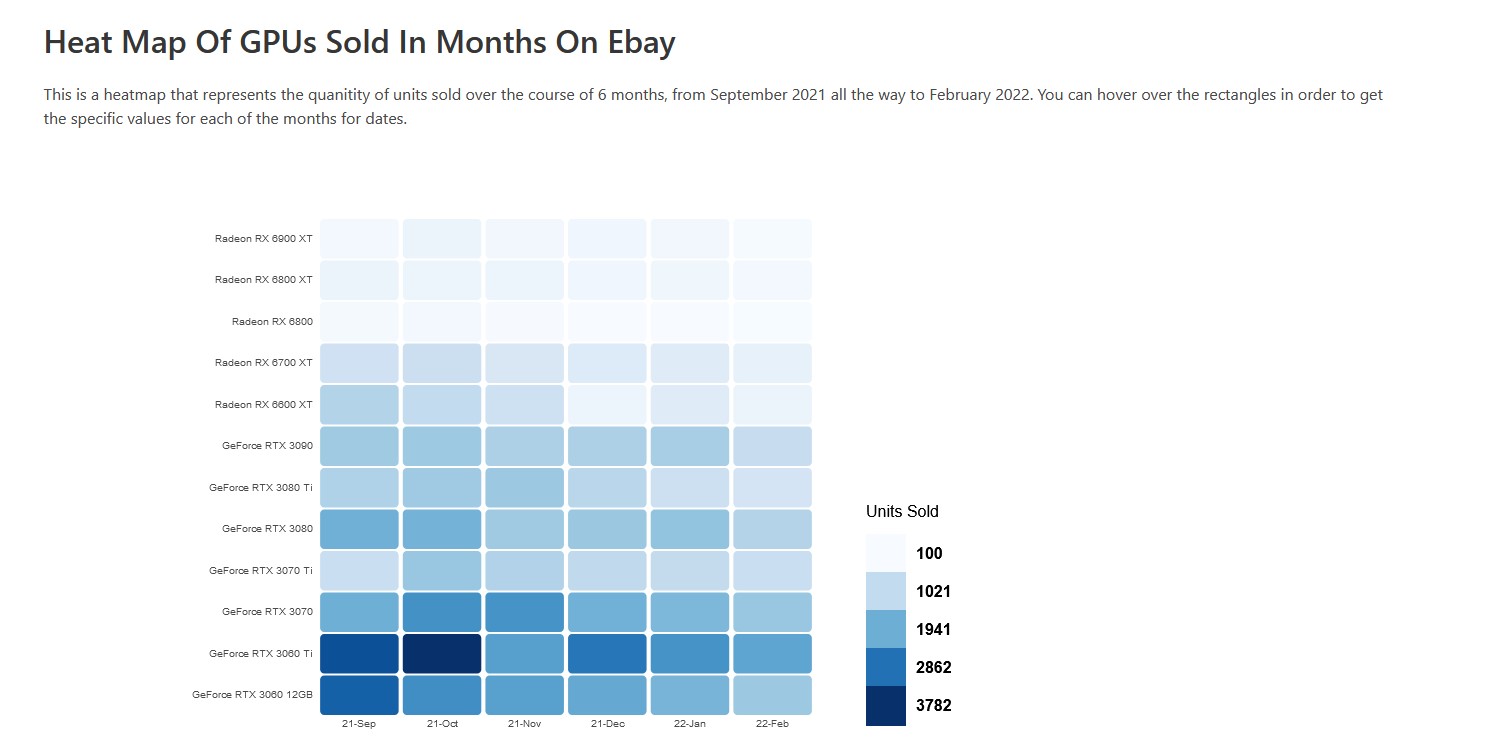 Heat Map Of GPUs Sold In Months On Ebay
This is a heatmap that represents the quanitity of units sold over the course of 6 months, from September 2021 all the way to February 2022. You can hover over the rectangles in order to get
the specific values for each of the months for dates.
Radeon RX 6900 XT
Radeon RX 6800 XT
Radeon RX 6800
Radeon RX 6700 XT
Radeon RX 6600 XT
GeForce RTX 3090
GeForce RTX 3080 Ti
GeForce RTX 3080
GeForce RTX 3070 Ti
GeForce RTX 3070
GeForce RTX 3060 Ti
GeForce RTX 3060 12GB
21-Sep 21-Oct 21-Nov 21-Dec 22-Jan 22-Feb
Units Sold
100
1021
1941
2862
3782